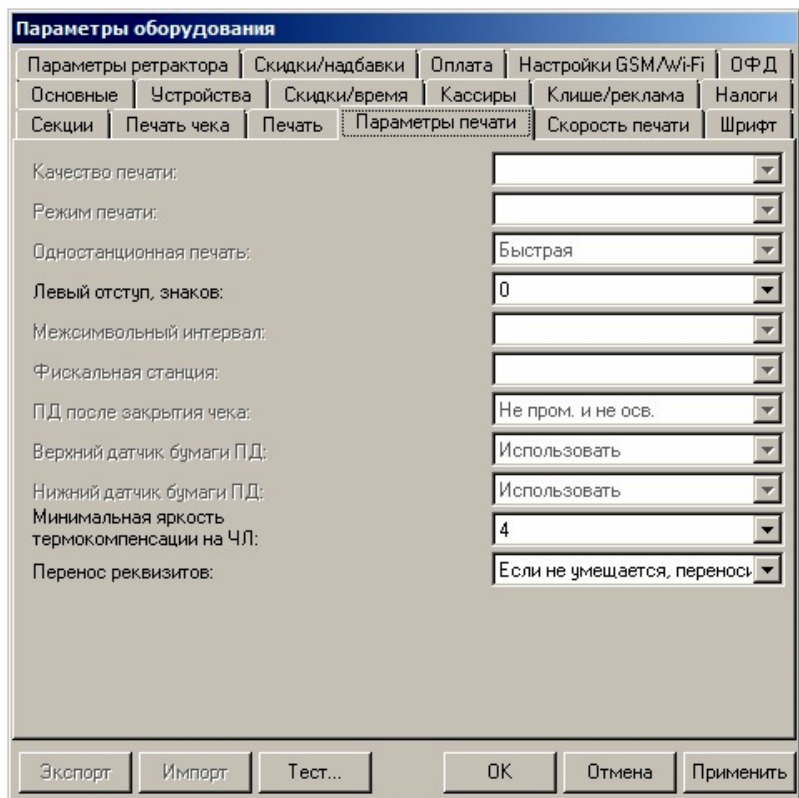 Параметры оборудования
Параметры ретрактора Скидки/надбавки Оплата Настройки GSM/Wi-Fi ОФД
Основные Устройства Скидки/время Кассиры Клише/реклама Налоги
Секции Печать чека Печать Параметры печати Скорость печати Шрифт
Качество печати:
Режим печати:
Одностанционная печать: Быстрая
Левый отступ, знаков: 0
Межсимвольный интервал:
Фискальная станция:
ПД после закрытия чека: Не пром. и не осв.
Верхний датчик бумаги ПД: Использовать
Нижний датчик бумаги ПД: Использовать
Минимальная яркость
термокомпенсации на ЧЛ: 4
Перенос реквизитов: Если не умещается, переноси
Экспорт Импорт Тест... OK Отмена Применить